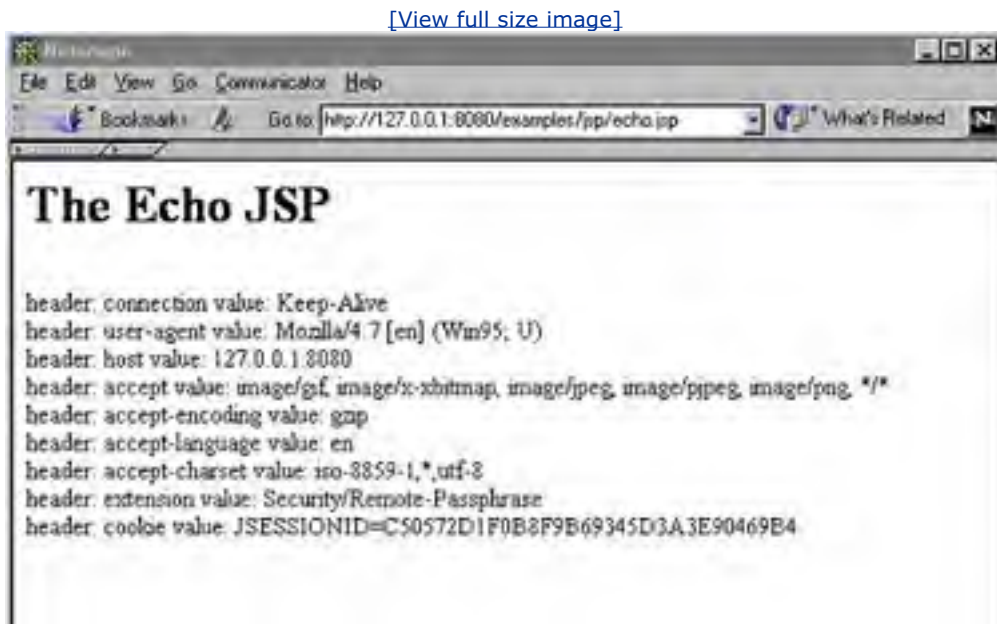 [View full size image]
File Edit View Go Communicator Help
Bookmarks Go to: http://127.0.0.1:8080/examples/jsp/echo.jsp What's Related N
The Echo JSP
header: connection value: Keep-Alive
header: user-agent value: Mozilla/4.7 [en] (Win95; U)
header: host value: 127.0.0.1:8080
header: accept value: image/gif, image/x-xbitmap, image/jpeg, image/pjpeg, image/png, */*
header: accept-encoding value: gzip
header: accept-language value: en
header: accept-charset value: iso-8859-1,*,utf-8
header: extension value: Security/Remote-Passphrase
header: cookie value: JSESSIONID=C50572D1F0B8F9B69345D3A3E90469B4